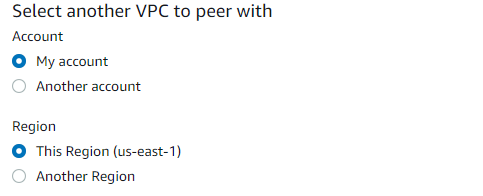 Select another VPC to peer with
Account
My account
Another account
Region
This Region (us-east-1)
Another Region